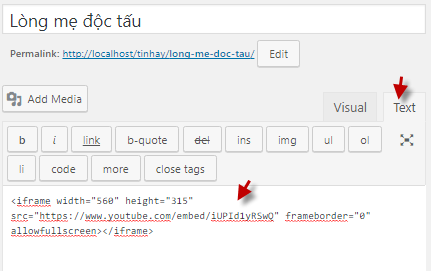 Lòng mẹ độc tấu
Permalink: http://localhost/tinhay/long-me-doc-tau/ Edit
Add Media
Visual Text
b i link b-quote del ins img ul ol
li code more close tags
<iframe width="560" height="315"
src="https://www.youtube.com/embed/iUPId1yRSwQ" frameborder="0"
allowfullscreen></iframe>